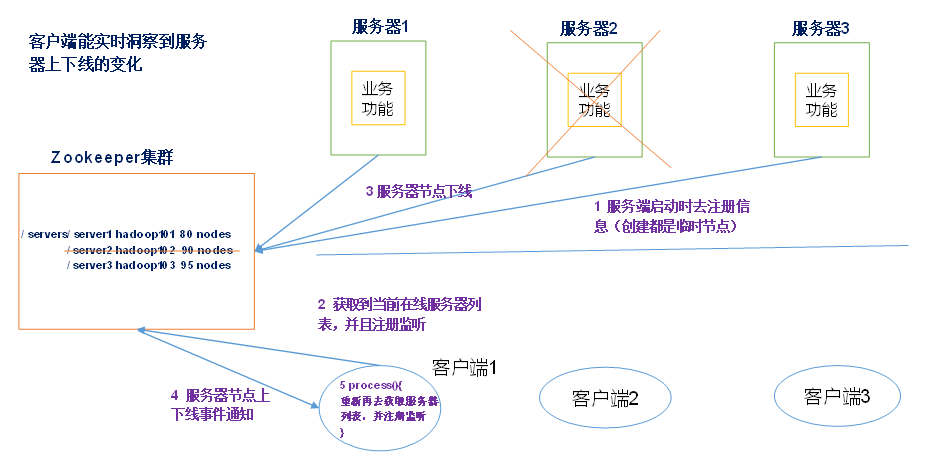 客户端能实时洞察到服务
器上下线的变化
服务器1
服务器2
服务器3
业务
功能
业务
功能
业务
功能
Zookeeper集群
/ servers/ server1 hadoop101 80 nodes
/ server2 hadoop102 90 nodes
/ server3 hadoop103 95 nodes
3 服务器节点下线
1 服务端启动时去注册信
息（创建都是临时节点）
2 获取到当前在线服务器列
表，并且注册监听
4 服务器节点上
下线事件通知
客户端1
5 process(){
重新再去获取服务器
列表，并注册监听
}
客户端2
客户端3